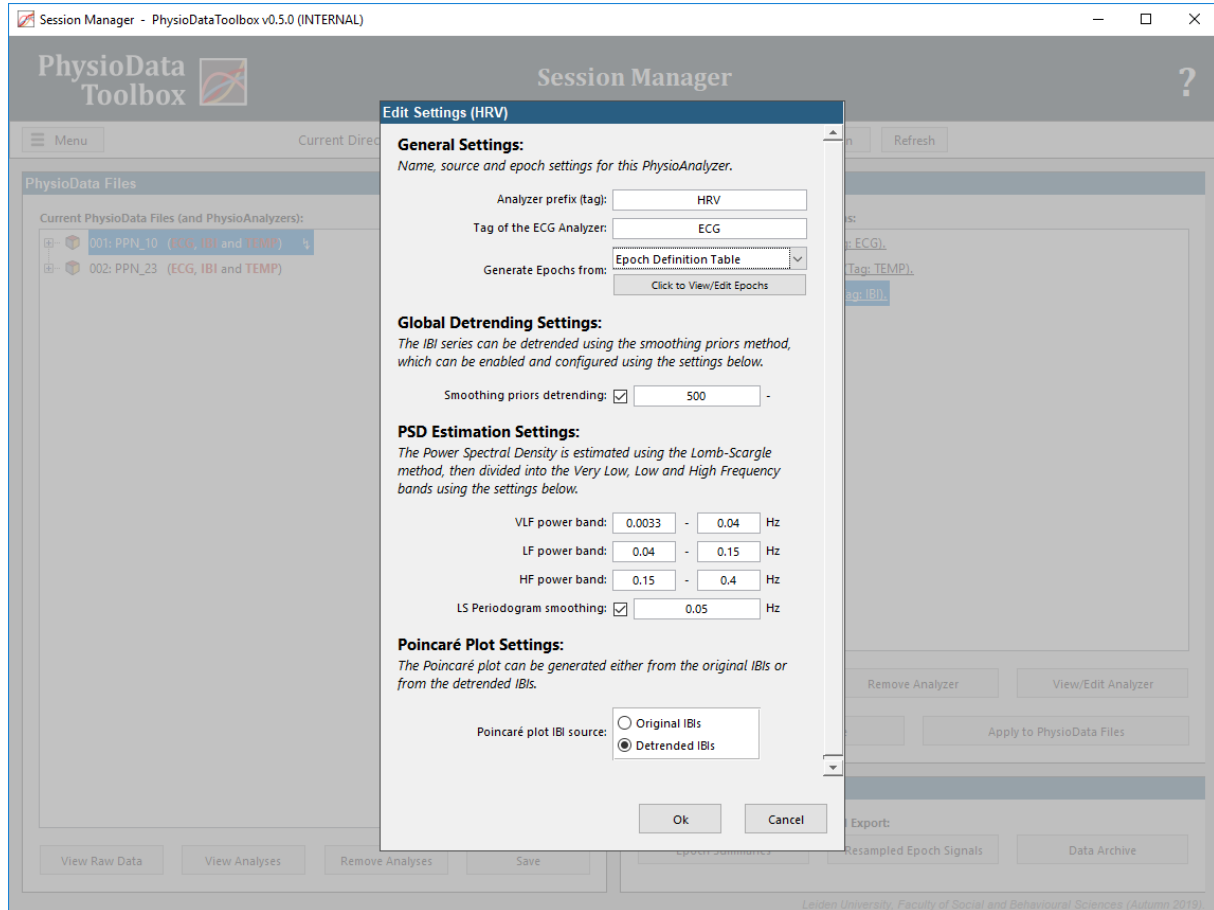 Session Manager - PhysioDataToolbox v0.5.0 (INTERNAL)
PhysioData
Toolbox
Session Manager
?
Edit Settings (HRV)
Menu
Current Direc
n
Refresh
General Settings:
Name, source and epoch settings for this PhysioAnalyzer.
Analyzer prefix (tag): HRV
Tag of the ECG Analyzer: ECG
Generate Epochs from: Epoch Definition Table
Click to View/Edit Epochs
Global Detrending Settings:
The IBI series can be detrended using the smoothing priors method,
which can be enabled and configured using the settings below.
Smoothing priors detrending: 500 -
PSD Estimation Settings:
The Power Spectral Density is estimated using the Lomb-Scargle
method, then divided into the Very Low, Low and High Frequency
bands using the settings below.
VLF power band: 0.0033 - 0.04 Hz
LF power band: 0.04 - 0.15 Hz
HF power band: 0.15 - 0.4 Hz
LS Periodogram smoothing: 0.05 Hz
Poincaré Plot Settings:
The Poincaré plot can be generated either from the original IBIs or
from the detrended IBIs.
Poincaré plot IBI source:
Original IBIs
Detrended IBIs
Ok
Cancel
PhysioData Files
Current PhysioData Files (and PhysioAnalyzers):
001: PPN_10 (ECG, IBI and TEMP)
002: PPN_23 (ECG, IBI and TEMP)
View Raw Data
View Analyses
Remove Analyses
Save
s:
: ECG).
(Tag: TEMP).
ag: IBI).
Remove Analyzer
View/Edit Analyzer
Apply to PhysioData Files
Export:
Epoch Summaries
Resampled Epoch Signals
Data Archive
Leiden University, Faculty of Social and Behavioural Sciences (Autumn 2019)